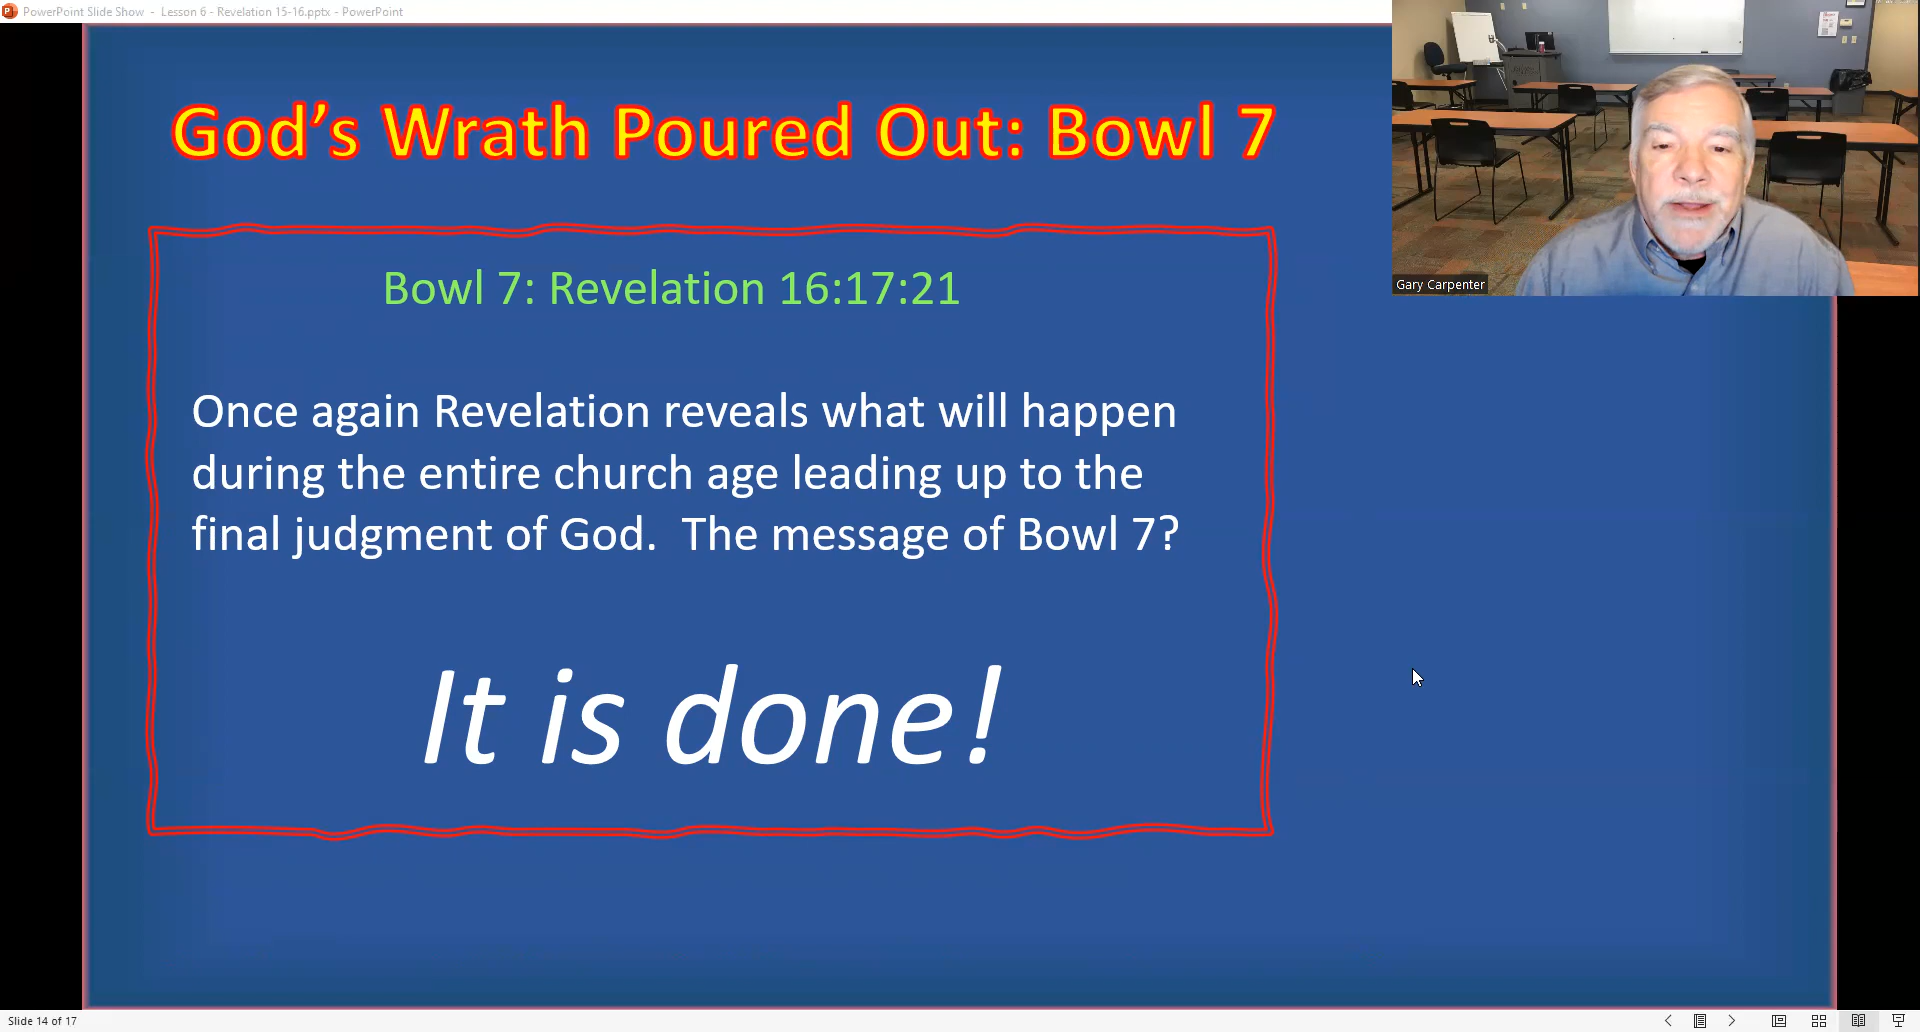 PowerPoint Slide Show - Lesson 6 - Revelation 15-16.pptx - PowerPoint
God’s Wrath Poured Out: Bowl 7
Gary Carpenter
Bowl 7: Revelation 16:17:21
Once again Revelation reveals what will happen
during the entire church age leading up to the
final judgment of God. The message of Bowl 7?
It is done!
Slide 14 of 17